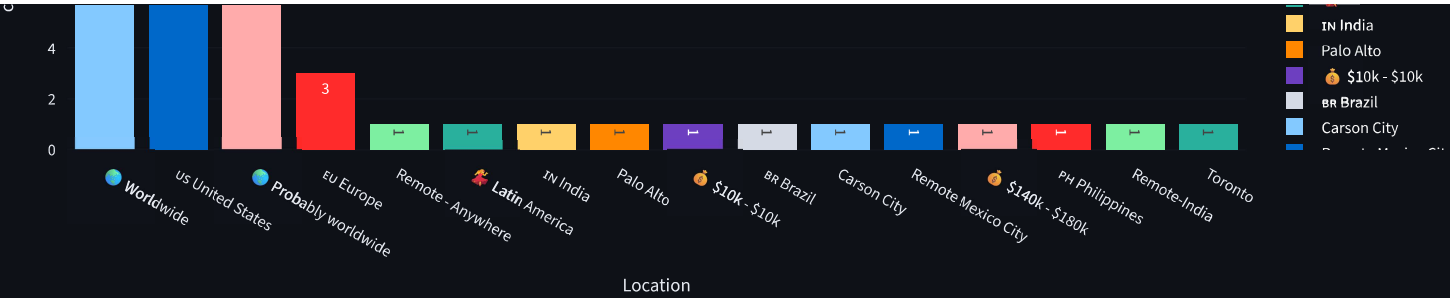 4
2
0
3
1
1
1
1
1
1
1
1
1
1
1
1
🌍 Worldwide
US United States
🌍 Probably worldwide
EU Europe
Remote - Anywhere
💃 Latin America
IN India
Palo Alto
💰 $10k - $10k
BR Brazil
Carson City
Remote Mexico City
💰 $140k - $180k
PH Philippines
Remote-India
Toronto
Location
IN India
Palo Alto
💰 $10k - $10k
BR Brazil
Carson City